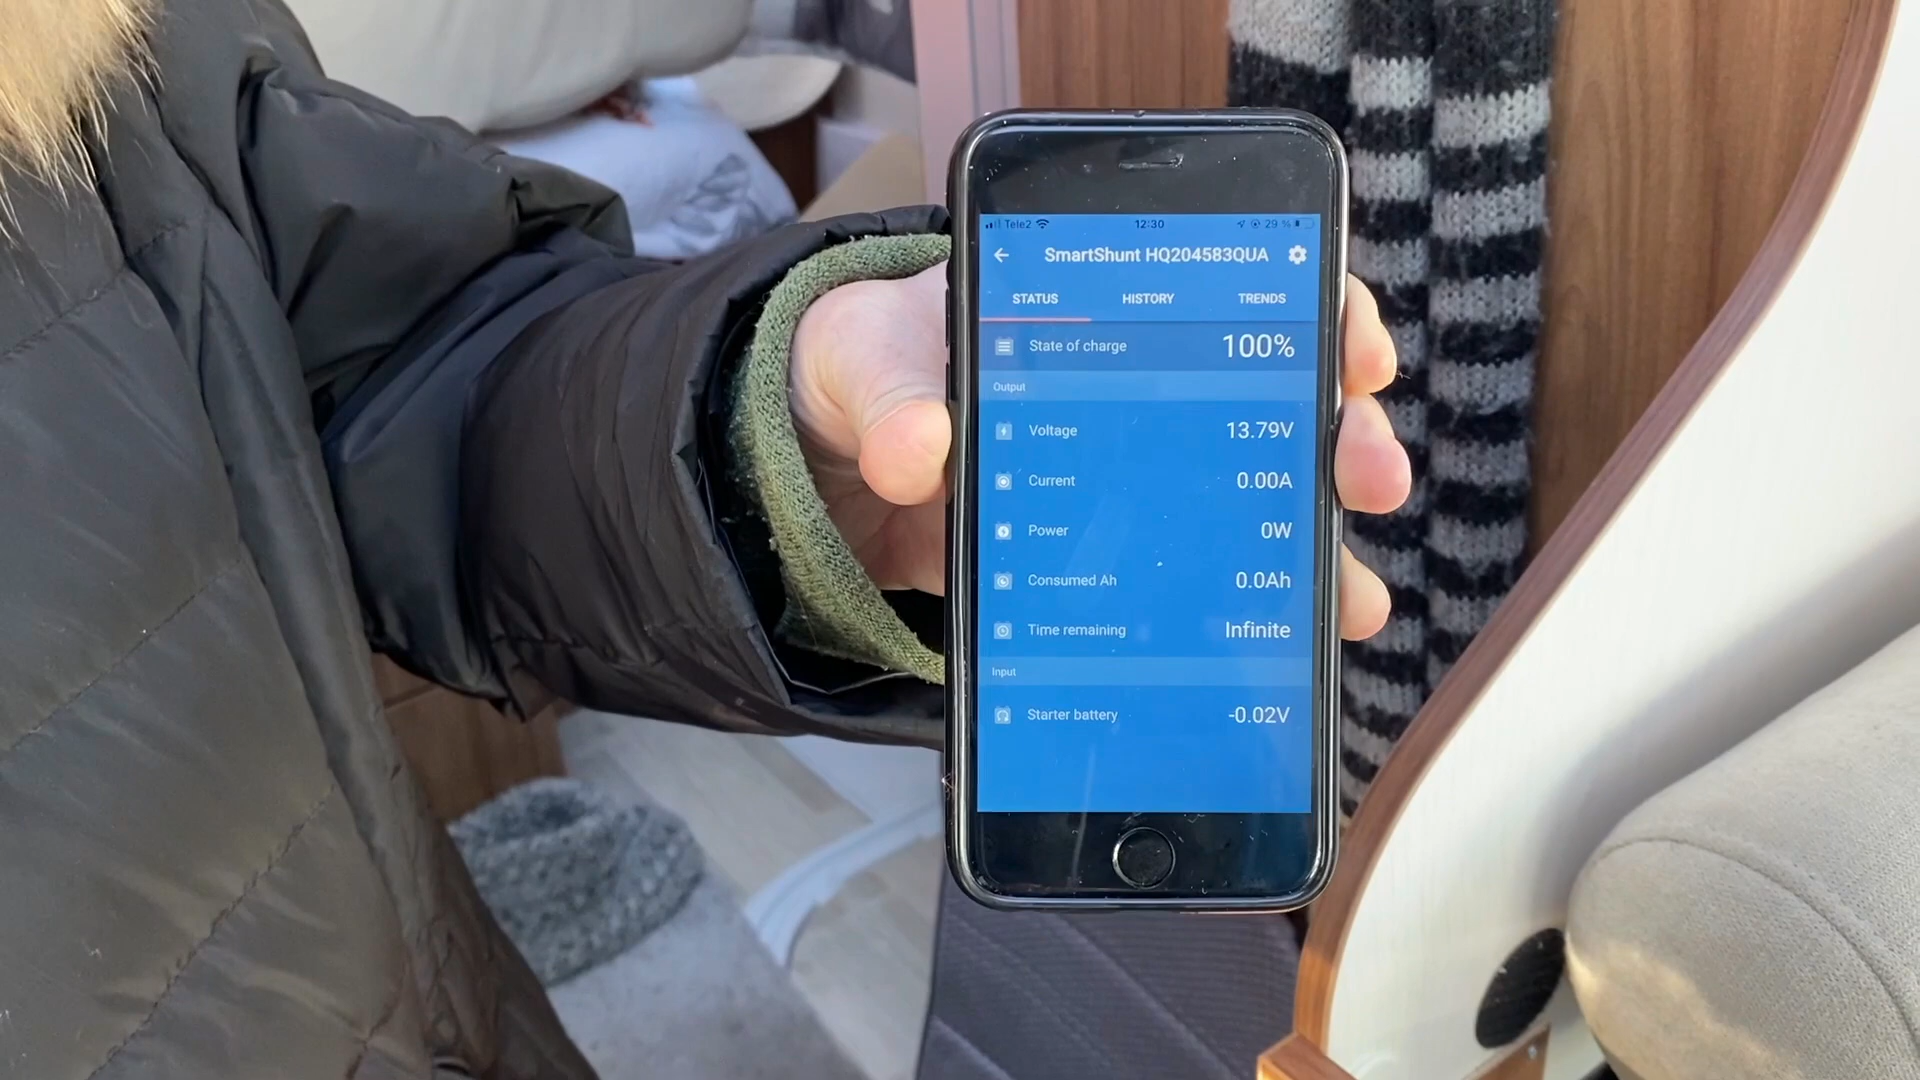 Tele2 12:30 29 %
SmartShunt HQ204583QUA
STATUS HISTORY TRENDS
State of charge 100%
Output
Voltage 13.79V
Current 0.00A
Power 0W
Consumed Ah 0.0Ah
Time remaining Infinite
Input
Starter battery -0.02V